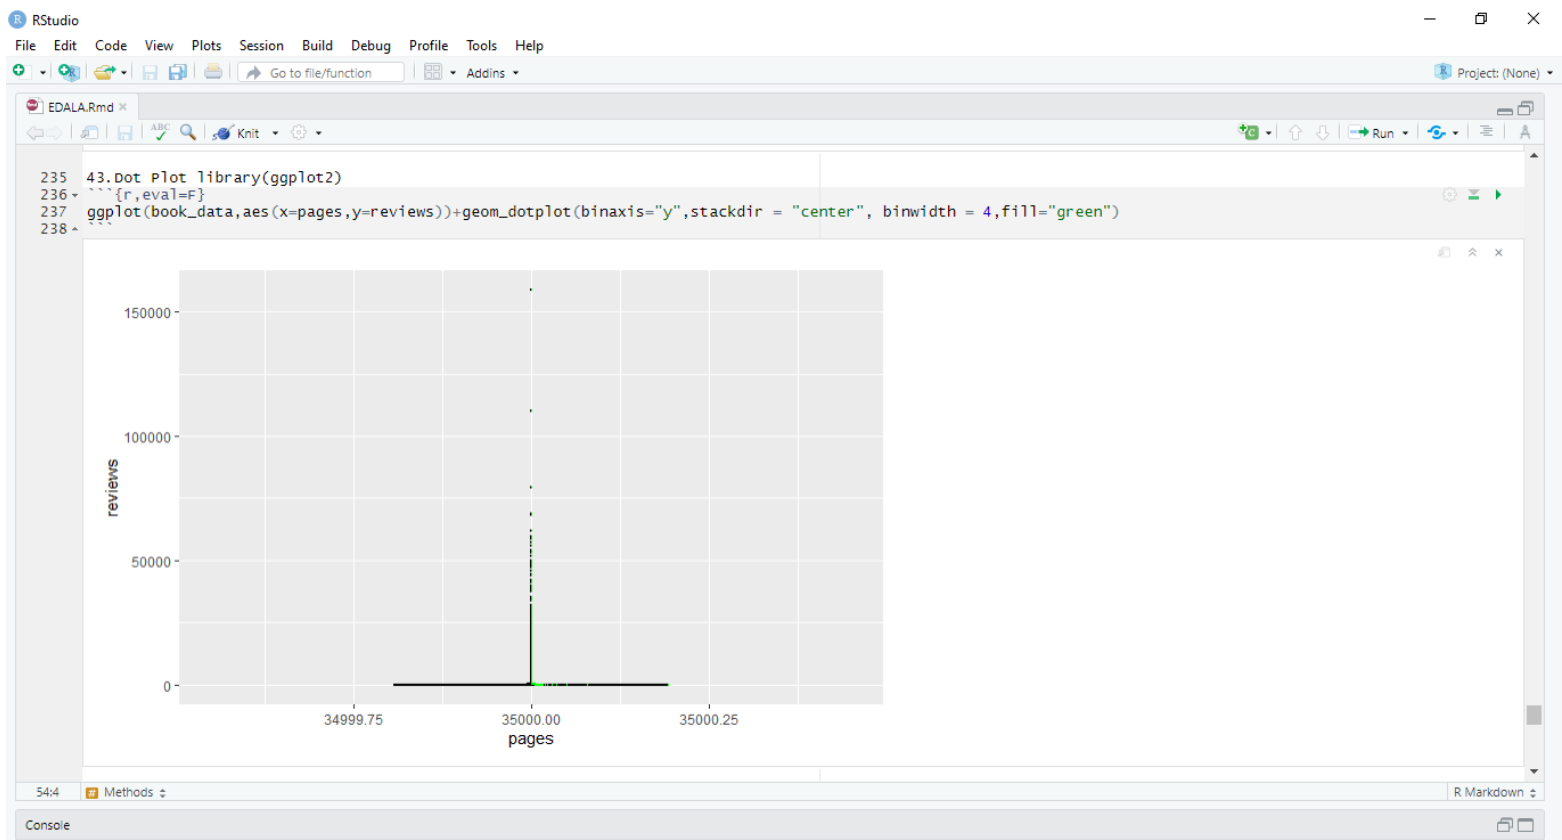 RStudio
File Edit Code View Plots Session Build Debug Profile Tools Help
Go to file/function Addins Project: (None)
EDALA.Rmd
ABC Knit Run
235 43.Dot Plot library(ggplot2)
236 ```{r,eval=F}
237 ggplot(book_data,aes(x=pages,y=reviews))+geom_dotplot(binaxis="y",stackdir = "center", binwidth = 4,fill="green")
238 ```
150000
100000
reviews
50000
0
34999.75 35000.00 35000.25
pages
54:4 # Methods R Markdown
Console